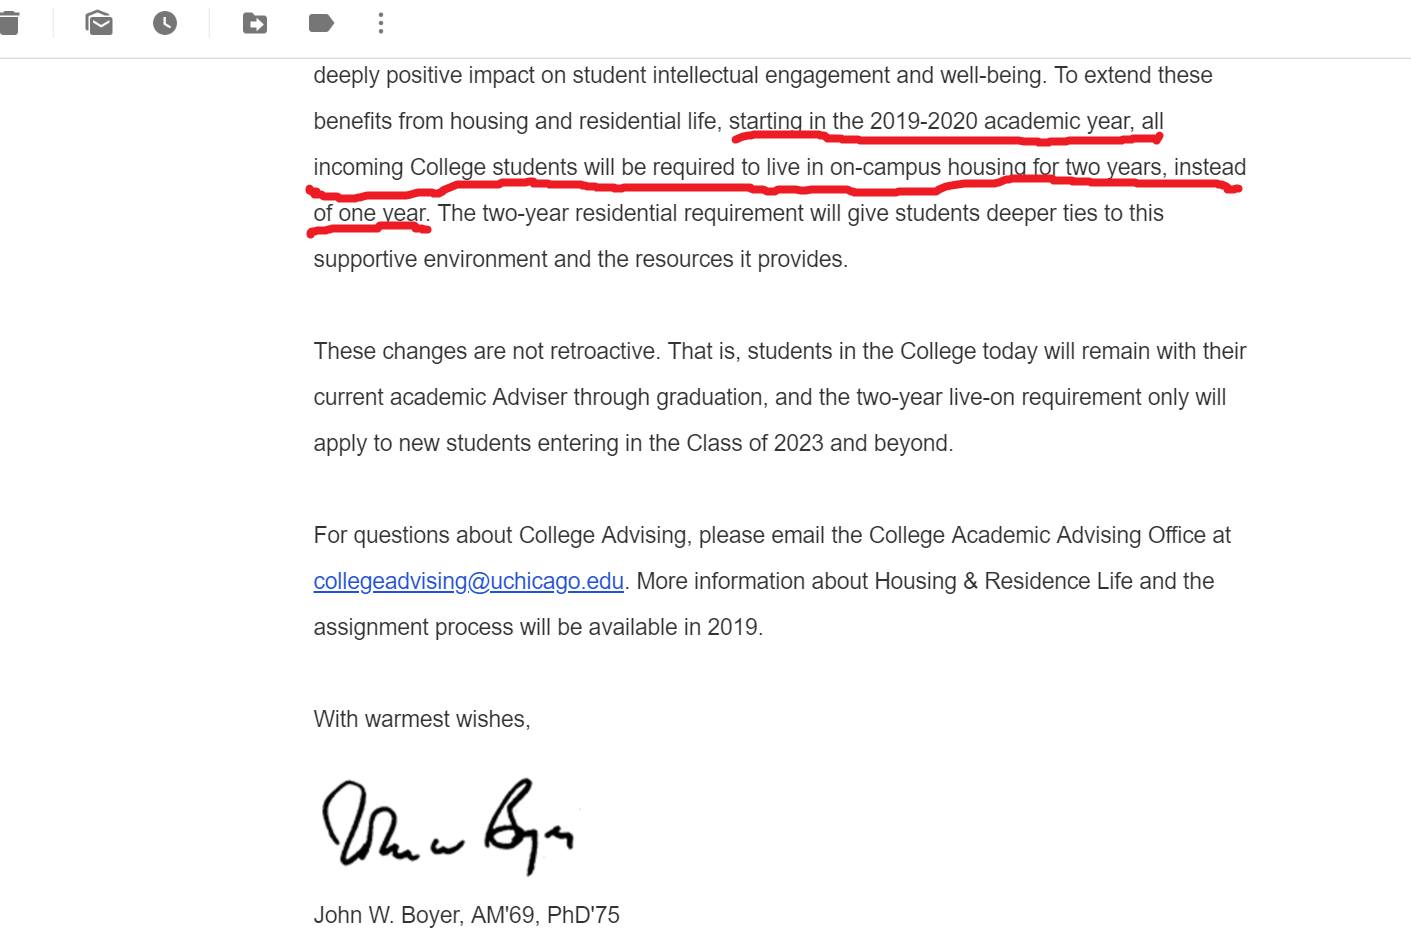 deeply positive impact on student intellectual engagement and well-being. To extend these
benefits from housing and residential life, starting in the 2019-2020 academic year, all
incoming College students will be required to live in on-campus housing for two years, instead
of one year. The two-year residential requirement will give students deeper ties to this
supportive environment and the resources it provides.
These changes are not retroactive. That is, students in the College today will remain with their
current academic Adviser through graduation, and the two-year live-on requirement only will
apply to new students entering in the Class of 2023 and beyond.
For questions about College Advising, please email the College Academic Advising Office at
collegeadvising@uchicago.edu. More information about Housing & Residence Life and the
assignment process will be available in 2019.
With warmest wishes,
John W Boyer
John W. Boyer, AM'69, PhD'75